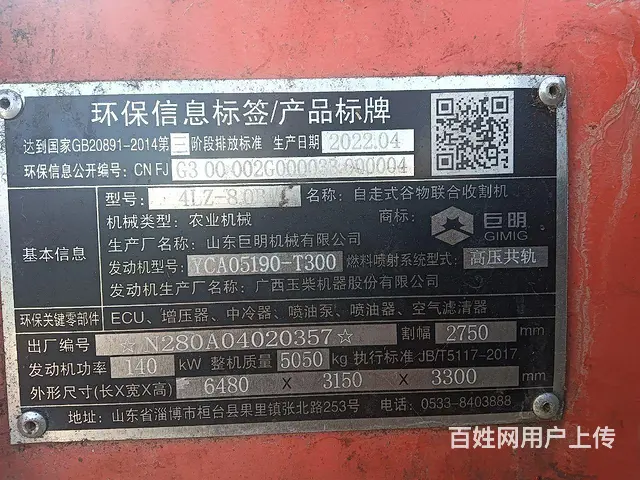 环保信息标签/产品标牌
达到国家GB20891-2014第三阶段排放标准 生产日期 2022.04
环保信息公开编号: CN FJ G3 00 002G000033 000004
型号: 4LZ-8.0 名称: 自走式谷物联合收割机
机械类型: 农业机械 商标: 巨明
GIMIG
基本信息
生产厂名称: 山东巨明机械有限公司
发动机型号: YCA05190-T300 燃料喷射系统型式: 高压共轨
发动机生产厂名称: 广西玉柴机器股份有限公司
环保关键零部件 ECU、增压器、中冷器、喷油泵、喷油器、空气滤清器
出厂编号 ☆N280A04020357☆ 割幅 2750 mm
发动机功率 140 kW 整机质量 5050 kg 执行标准 JB/T5117-2017
外形尺寸(长X宽X高) 6480 X 3150 X 3300 mm
地址: 山东省淄博市桓台县果里镇张北路253号 电话: 0533-8403888
百姓网用户上传